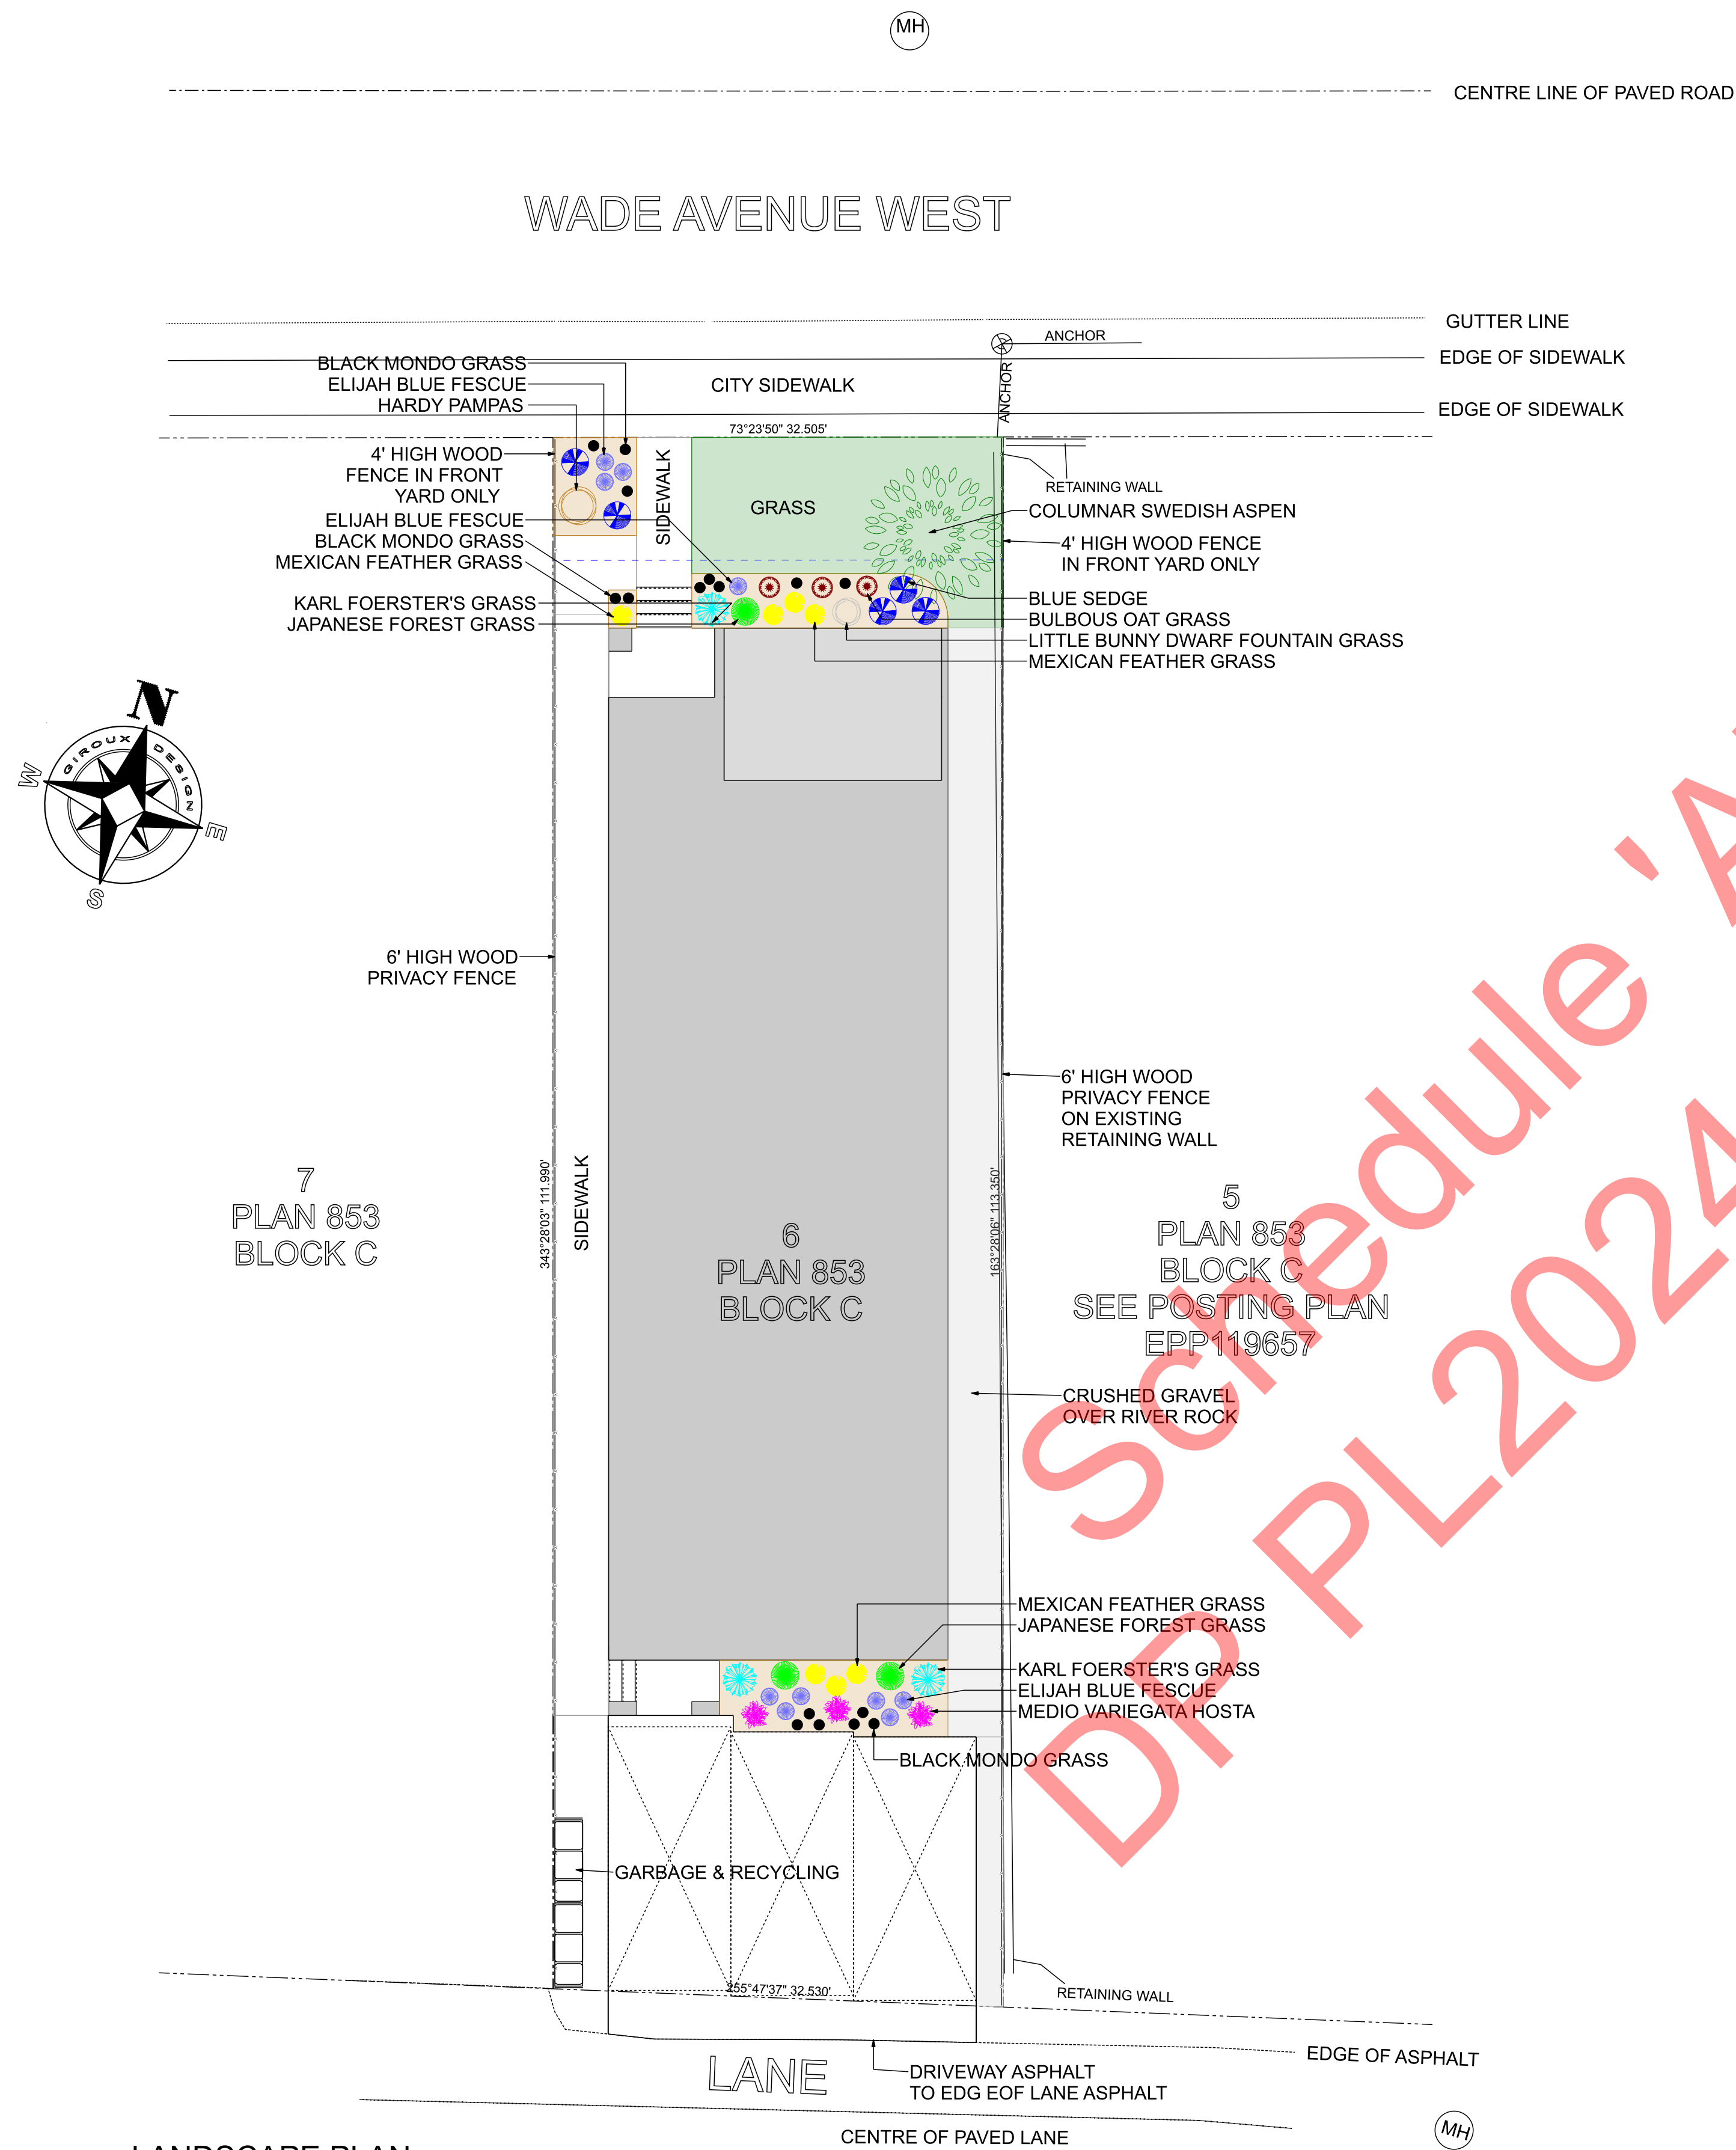 MH
CENTRE LINE OF PAVED ROAD
WADE AVENUE WEST
GUTTER LINE
ANCHOR
EDGE OF SIDEWALK
BLACK MONDO GRASS
ELIJAH BLUE FESCUE
HARDY PAMPAS
CITY SIDEWALK
ANCHOR
EDGE OF SIDEWALK
73°23'50" 32.505'
4' HIGH WOOD
FENCE IN FRONT
YARD ONLY
SIDEWALK
GRASS
RETAINING WALL
COLUMNAR SWEDISH ASPEN
4' HIGH WOOD FENCE
IN FRONT YARD ONLY
ELIJAH BLUE FESCUE
BLACK MONDO GRASS
MEXICAN FEATHER GRASS
KARL FOERSTER'S GRASS
JAPANESE FOREST GRASS
BLUE SEDGE
BULBOUS OAT GRASS
LITTLE BUNNY DWARF FOUNTAIN GRASS
MEXICAN FEATHER GRASS
N
GIROUX DESIGN
W
E
S
6' HIGH WOOD
PRIVACY FENCE
6' HIGH WOOD
PRIVACY FENCE
ON EXISTING
RETAINING WALL
7
PLAN 853
BLOCK C
343°28'03" 111.990'
SIDEWALK
6
PLAN 853
BLOCK C
163°28'06" 113.350'
5
PLAN 853
BLOCK C
SEE POSTING PLAN
EPP119657
CRUSHED GRAVEL
OVER RIVER ROCK
Schedule 'A
DP PL2024
MEXICAN FEATHER GRASS
JAPANESE FOREST GRASS
KARL FOERSTER'S GRASS
ELIJAH BLUE FESCUE
MEDIO VARIEGATA HOSTA
BLACK MONDO GRASS
GARBAGE & RECYCLING
255°47'37" 32.530'
RETAINING WALL
EDGE OF ASPHALT
LANE
DRIVEWAY ASPHALT
TO EDG EOF LANE ASPHALT
CENTRE OF PAVED LANE
MH
LANDSCAPE PLAN